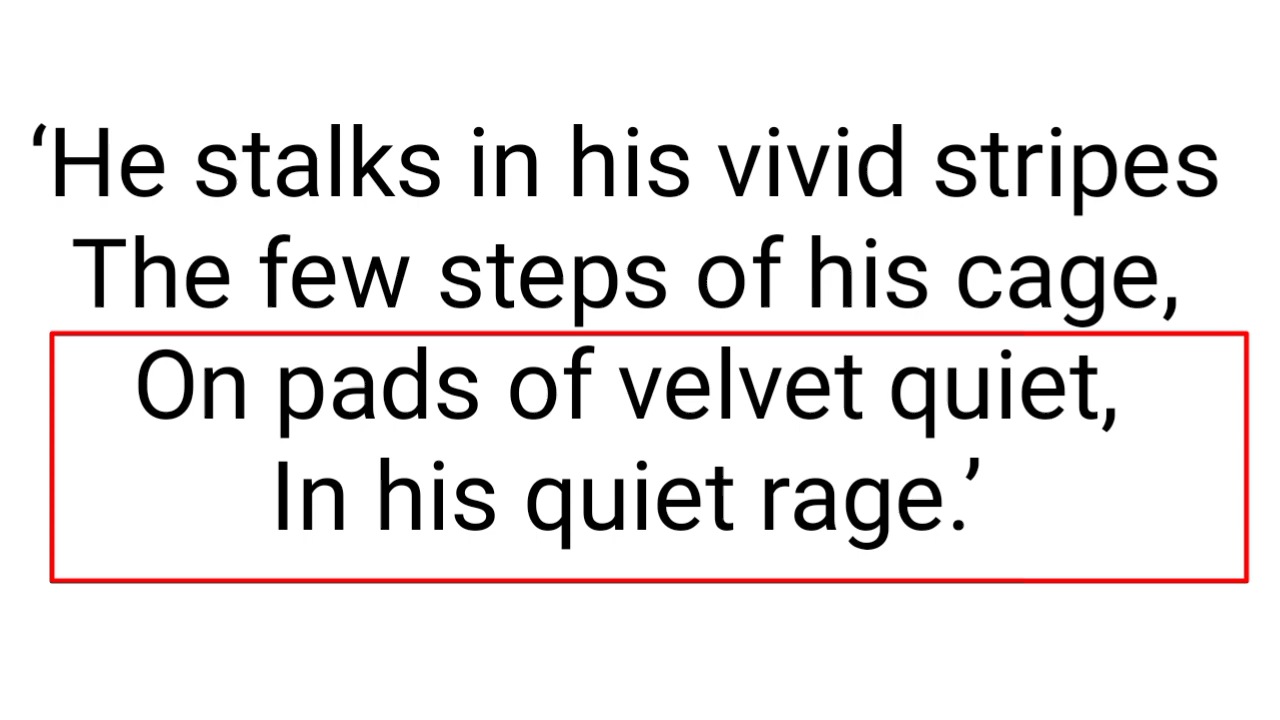 ‘He stalks in his vivid stripes
The few steps of his cage,
On pads of velvet quiet,
In his quiet rage.’